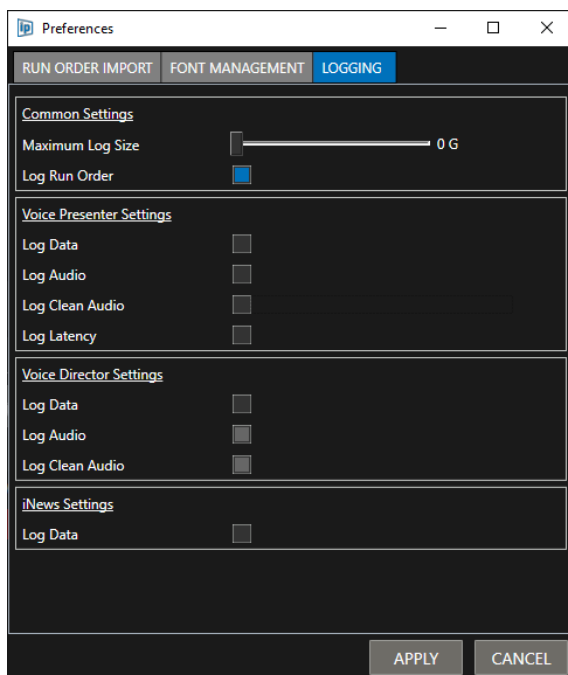 ip Preferences
RUN ORDER IMPORT FONT MANAGEMENT LOGGING
Common Settings
Maximum Log Size 0 G
Log Run Order
Voice Presenter Settings
Log Data
Log Audio
Log Clean Audio
Log Latency
Voice Director Settings
Log Data
Log Audio
Log Clean Audio
iNews Settings
Log Data
APPLY CANCEL